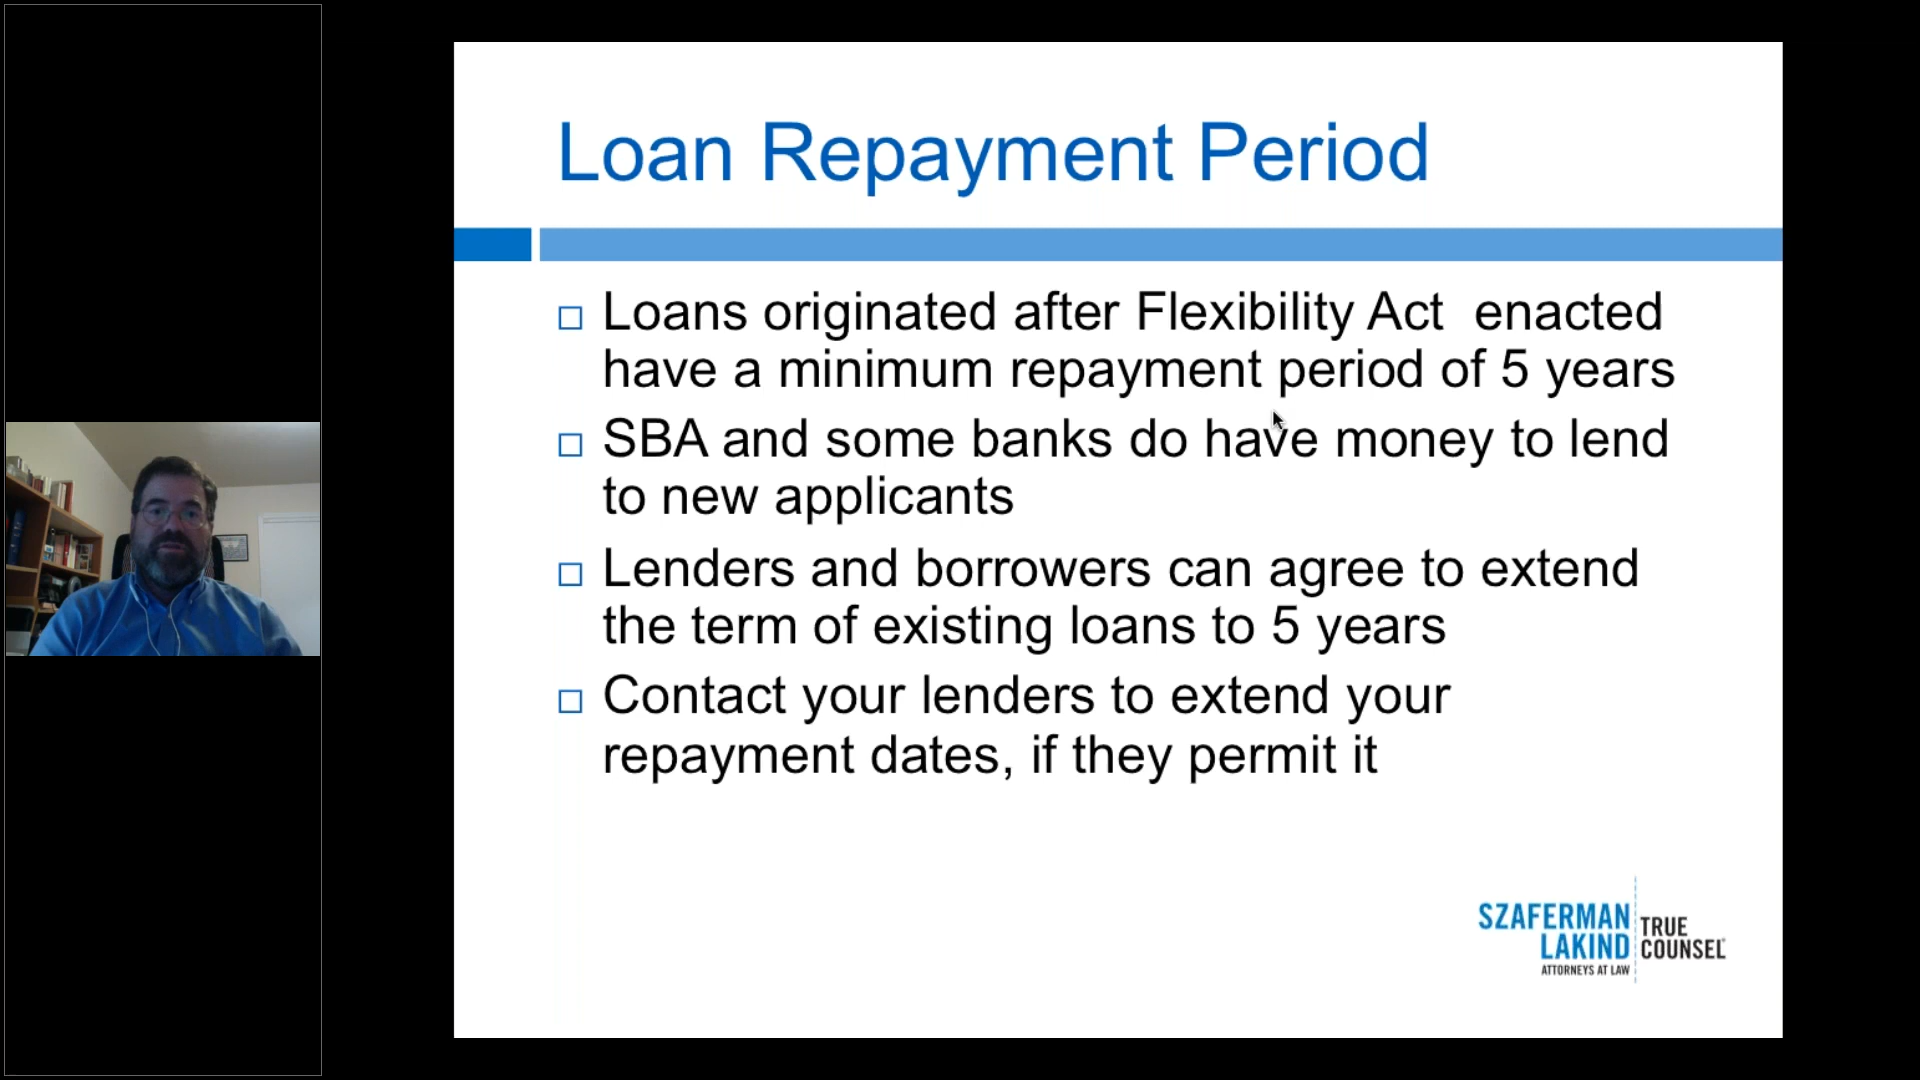 Loan Repayment Period
Loans originated after Flexibility Act  enacted
have a minimum repayment period of 5 years
SBA and some banks do have money to lend
to new applicants
Lenders and borrowers can agree to extend
the term of existing loans to 5 years
Contact your lenders to extend your
repayment dates, if they permit it
SZAFERMAN
LAKIND
ATTORNEYS AT LAW
TRUE
COUNSEL